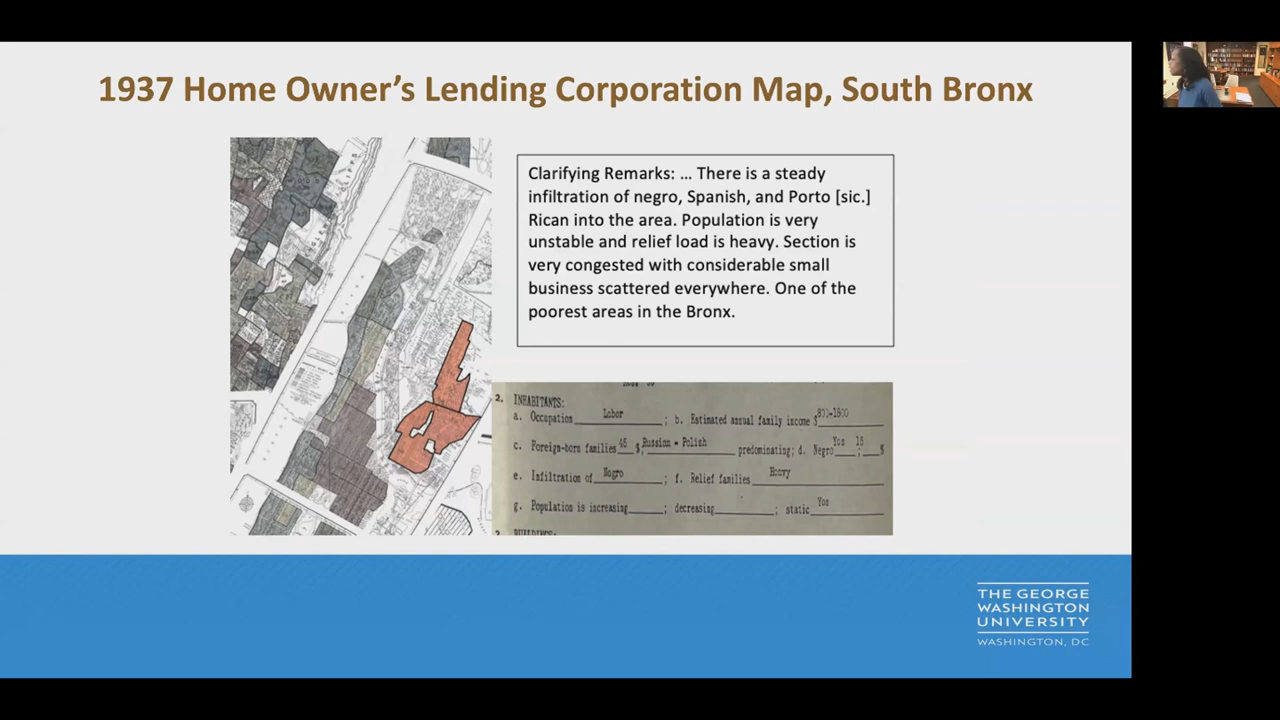 1937 Home Owner's Lending Corporation Map, South Bronx
Clarifying Remarks: ... There is a steady
infiltration of negro, Spanish, and Porto [sic.]
Rican into the area. Population is very
unstable and relief load is heavy. Section is
very congested with considerable small
business scattered everywhere. One of the
poorest areas in the Bronx.
2. INHABITANTS:
a. Occupation Labor ; b. Estimated annual family income $
c. Foreign-born families 48 %; Russian - Polish predominating; d. Negro Yes ; 15 %
e. Infiltration of Negro ; f. Relief families Heavy
g. Population is increasing ; decreasing ; static Yes
BUILDINGS:
THE GEORGE
WASHINGTON
UNIVERSITY
WASHINGTON, DC